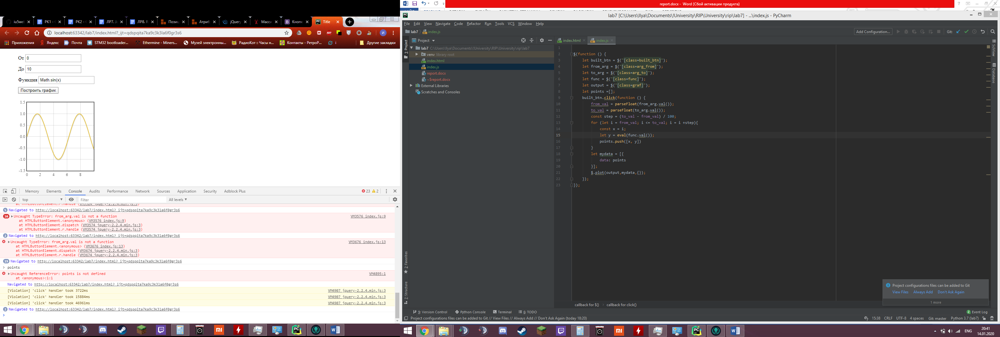 iu5wel
РК1 - (
РК2 - (
ЛР7. Ja
ЛР8. R
Позиц
Атриб
jQuery
Масси
Кнопк
Title
localhost:63342/lab7/index.html?_ijt=qdspqita7ka9c3k3la6f0gr3s6
Приложения
Яндекс
Почта
STM32 bootloader...
Ethermine - Miners...
Музей электронны...
РадиоКот :: Часы н...
Контакты - РетроР...
i
Другие закладки
От 0
До 10
Функция Math.sin(x)
Построить график
1.5
1.0
0.5
0.0
-0.5
-1.0
-1.5
0 2 4 6 8
Memory Elements Console Audits Performance Network Sources Application Security Adblock Plus 23 2
top Filter All levels
at HTMLButtonElement.r.handle (VM3524 jquery-2.2.4.min.js:3)
5 Navigated to http://localhost:63342/lab7/index.html?_ijt=qdspqita7ka9c3k3la6f0gr3s6
10 Uncaught TypeError: from_arg.val is not a function VM3576 index.js:9
at HTMLButtonElement.<anonymous> (VM3576 index.js:9)
at HTMLButtonElement.dispatch (VM3574 jquery-2.2.4.min.js:3)
at HTMLButtonElement.r.handle (VM3574 jquery-2.2.4.min.js:3)
2 Navigated to http://localhost:63342/lab7/index.html?_ijt=qdspqita7ka9c3k3la6f0gr3s6
Uncaught TypeError: from_arg.val is not a function VM3676 index.js:13
at HTMLButtonElement.<anonymous> (VM3676 index.js:13)
at HTMLButtonElement.dispatch (VM3674 jquery-2.2.4.min.js:3)
at HTMLButtonElement.r.handle (VM3674 jquery-2.2.4.min.js:3)
19 Navigated to http://localhost:63342/lab7/index.html?_ijt=qdspqita7ka9c3k3la6f0gr3s6
points
Uncaught ReferenceError: points is not defined VM4895:1
at <anonymous>:1:1
Navigated to http://localhost:63342/lab7/index.html?_ijt=qdspqita7ka9c3k3la6f0gr3s6
[Violation] 'click' handler took 3722ms VM4907 jquery-2.2.4.min.js:3
[Violation] 'click' handler took 15884ms VM4907 jquery-2.2.4.min.js:3
[Violation] 'click' handler took 46961ms VM4907 jquery-2.2.4.min.js:3
2 Navigated to http://localhost:63342/lab7/index.html?_ijt=qdspqita7ka9c3k3la6f0gr3s6
report.docx - Word (Сбой активации продукта)
lab7 [C:\Users\Ilya\Documents\!University\RIP\University\rip\lab7] - ...\index.js - PyCharm
File Edit View Navigate Code Refactor Run Tools VCS Window Help
lab7 index.js Add Configuration... Git:
Project
1: Project
lab7 C:\Users\Ilya\Documents\!University\RIP\University\rip\lab7
venv library root
index.html
index.js
report.docx
~$report.docx
External Libraries
Scratches and Consoles
2: Favorites
7: Structure
index.html index.js
1
2 $(function () {
3 let built_btn = $("[class=built_btn]");
4 let from_arg = $("[class=arg_from]");
5 let to_arg = $("[class=arg_to]");
6 let func = $("[class=func]");
7 let output = $("[class=graf]");
8 let points =[];
9 built_btn.click(function () {
10 from_val = parseFloat(from_arg.val());
11 to_val = parseFloat(to_arg.val());
12 const step = (to_val - from_val) / 100;
13 for (let i = from_val; i <= to_val; i = i +step){
14 const x = i;
15 let y = eval(func.val());
16 points.push([x, y])
17 }
18 let mydata = [{
19 data: points
20 }];
21 $.plot(output,mydata,{});
22 });
23 });
SciView
Database
Project configurations files can be added to Git
View Files Always Add Don't Ask Again
1 more
callback for $() callback for click()
9: Version Control Python Console Terminal 6: TODO 2 Event Log
Project configurations files can be added to Git // View Files // Always Add // Don't Ask Again (today 18:20) 15:38 CRLF UTF-8 4 spaces Git: master Python 3.7 (lab7)
ENG
20:41
14.01.2020